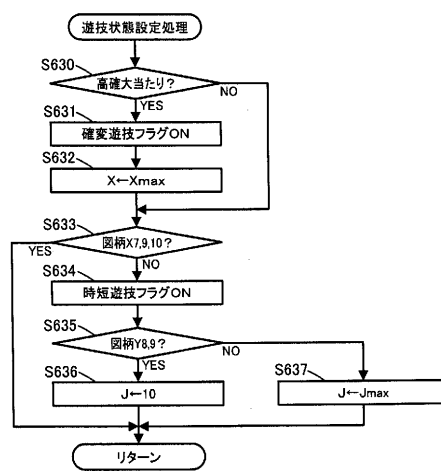 遊技状態設定処理
S630
高確大当たり?
NO
YES
S631
確変遊技フラグON
S632
X←Xmax
S633
YES
図柄X7,9,10?
NO
S634
時短遊技フラグON
S635
図柄Y8,9?
NO
YES
S636
J←10
S637
J←Jmax
リターン